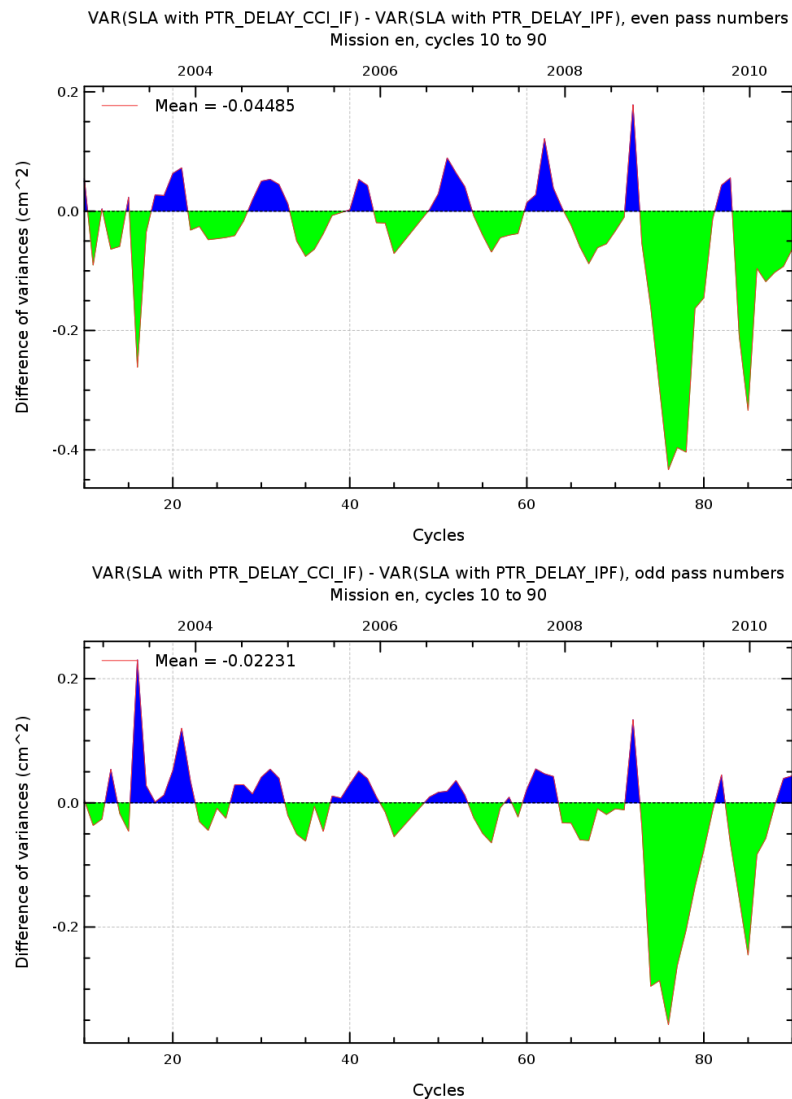 VAR(SLA with PTR_DELAY_CCI_IF) - VAR(SLA with PTR_DELAY_IPF), even pass numbers
Mission en, cycles 10 to 90
2004 2006 2008 2010
Mean = -0.04485
0.2
0.0
-0.2
-0.4
Difference of variances (cm^2)
20 40 60 80
Cycles
VAR(SLA with PTR_DELAY_CCI_IF) - VAR(SLA with PTR_DELAY_IPF), odd pass numbers
Mission en, cycles 10 to 90
2004 2006 2008 2010
Mean = -0.02231
0.2
0.0
-0.2
Difference of variances (cm^2)
20 40 60 80
Cycles